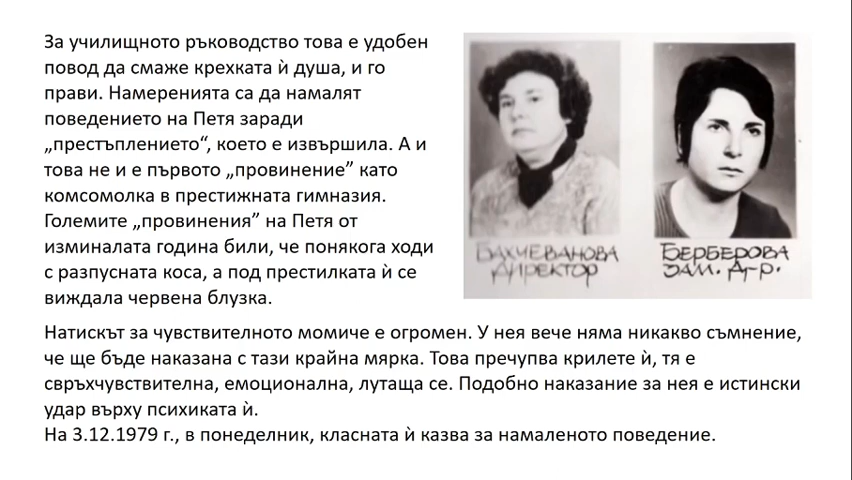 За училищното ръководство това е удобен
повод да смаже крехката ѝ душа, и го
прави. Намеренията са да намалят
поведението на Петя заради
„престъплението“, което е извършила. А и
това не и е първото „провинение” като
комсомолка в престижната гимназия.
Големите „провинения” на Петя от
изминалата година били, че понякога ходи
с разпусната коса, а под престилката ѝ се
виждала червена блузка.
БАХЧЕВАНОВА
ДИРЕКТОР
БЕРБЕРОВА
ЗАМ. Д-Р.
Натискът за чувствителното момиче е огромен. У нея вече няма никакво съмнение,
че ще бъде наказана с тази крайна мярка. Това пречупва крилете ѝ, тя е
свръхчувствителна, емоционална, лутаща се. Подобно наказание за нея е истински
удар върху психиката ѝ.
На 3.12.1979 г., в понеделник, класната ѝ казва за намаленото поведение.